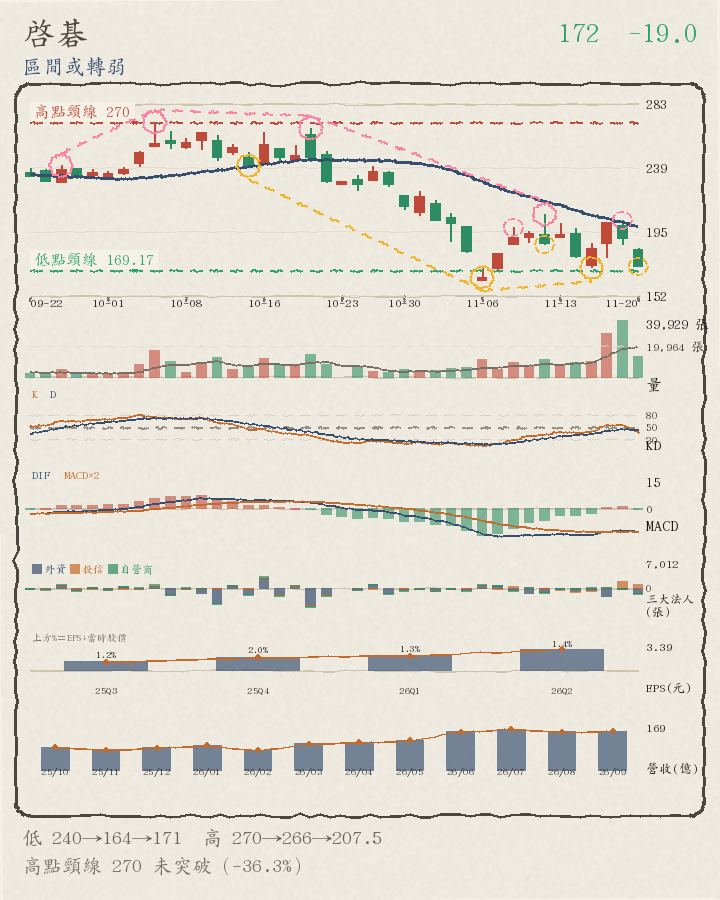 啓碁
172 -19.0
區間或轉弱
高點頸線 270
283
239
195
152
低點頸線 169.17
09-22 10-01 10-08 10-16 10-23 10-30 11-06 11-13 11-20
39,929 張
19,964 張
量
K D
80
50
20
KD
DIF MACD×2
15
0
MACD
外資 投信 自營商
7,012
0
三大法人
(張)
上方%=EPS÷當時股價
1.2% 2.0% 1.3% 1.4%
3.39
25Q3 25Q4 26Q1 26Q2
EPS(元)
169
25/10 25/11 25/12 26/01 26/02 26/03 26/04 26/05 26/06 26/07 26/08 26/09
營收(億)
低 240→164→171 高 270→266→207.5
高點頸線 270 未突破 (-36.3%)